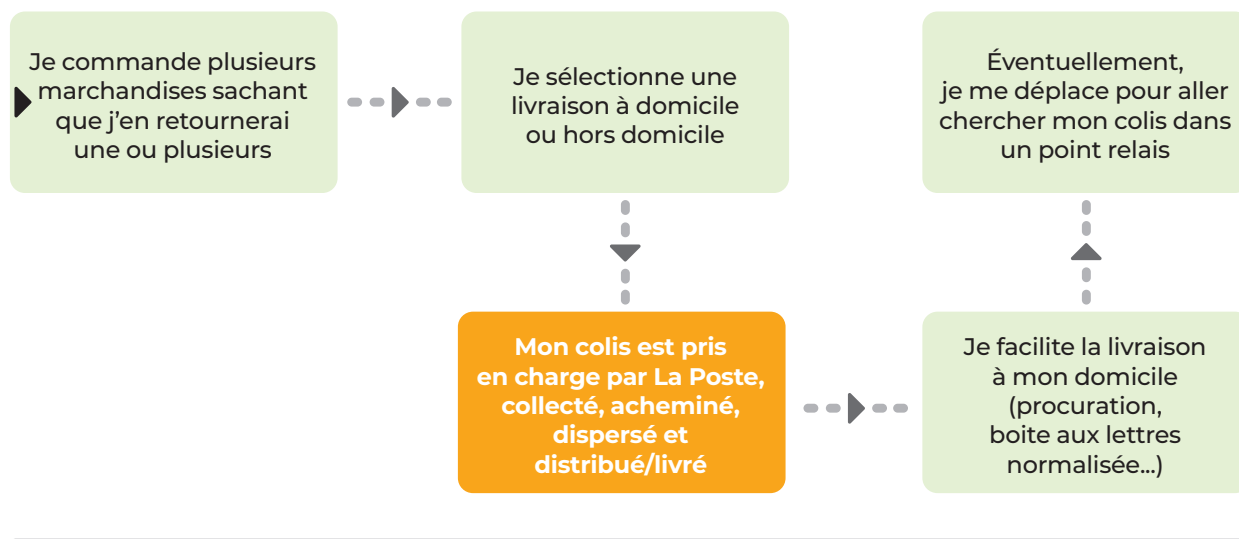 Je commande plusieurs
marchandises sachant
que j'en retournerai
une ou plusieurs
Je sélectionne une
livraison à domicile
ou hors domicile
Mon colis est pris
en charge par La Poste,
collecté, acheminé,
dispersé et
distribué/livré
Je facilite la livraison
à mon domicile
(procuration,
boite aux lettres
normalisée...)
Éventuellement,
je me déplace pour aller
chercher mon colis dans
un point relais